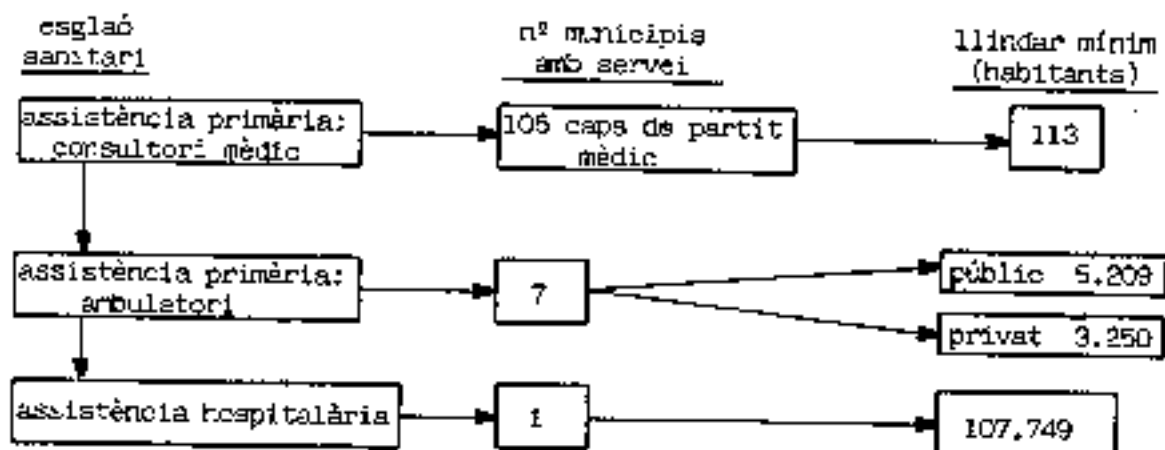 esglaó
sanitari
nº municipis
amb servei
llindar mínim
(habitants)
assistència primària:
consultori mèdic
105 caps de partit
mèdic
113
assistència primària:
ambulatori
7
públic 5.209
privat 3.250
assistència hospitalària
1
107.749